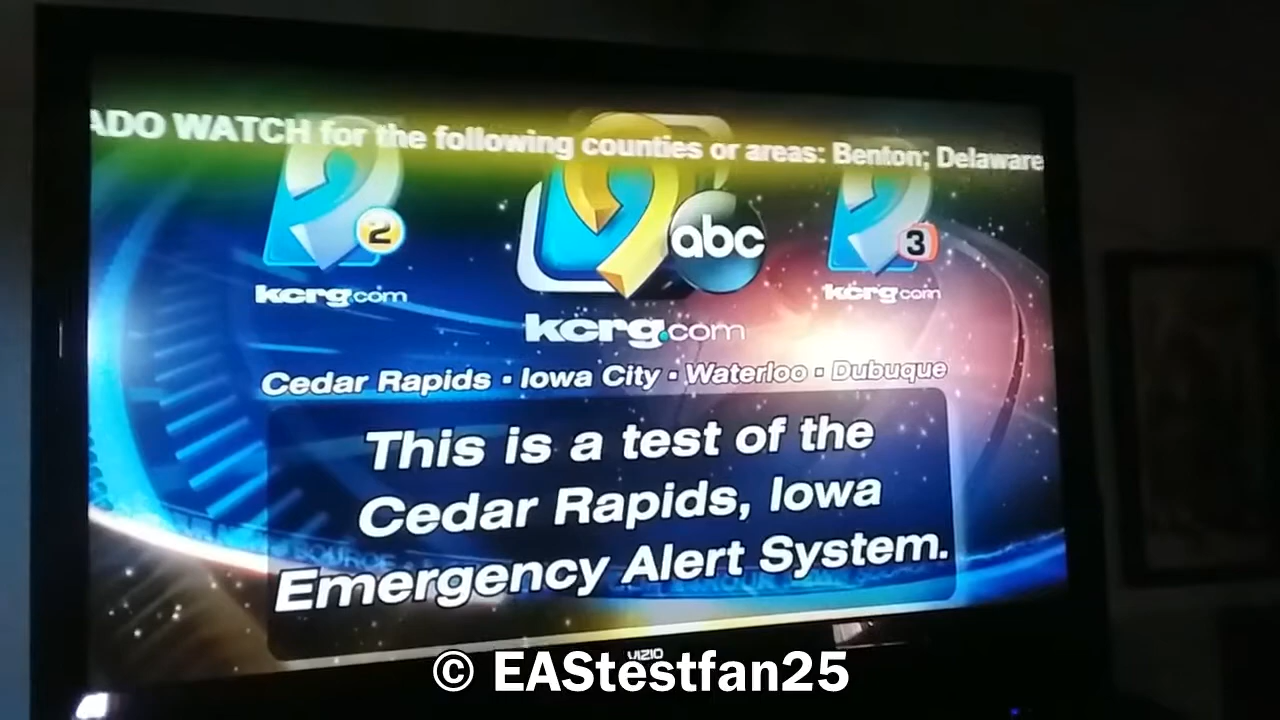 ADO WATCH for the following counties or areas: Benton; Delaware
2
abc
3
kcrg.com
kcrg.com
kcrg.com
Cedar Rapids ▪ Iowa City ▪ Waterloo ▪ Dubuque
This is a test of the
Cedar Rapids, Iowa
Emergency Alert System.
VIZIO
© EAStestfan25